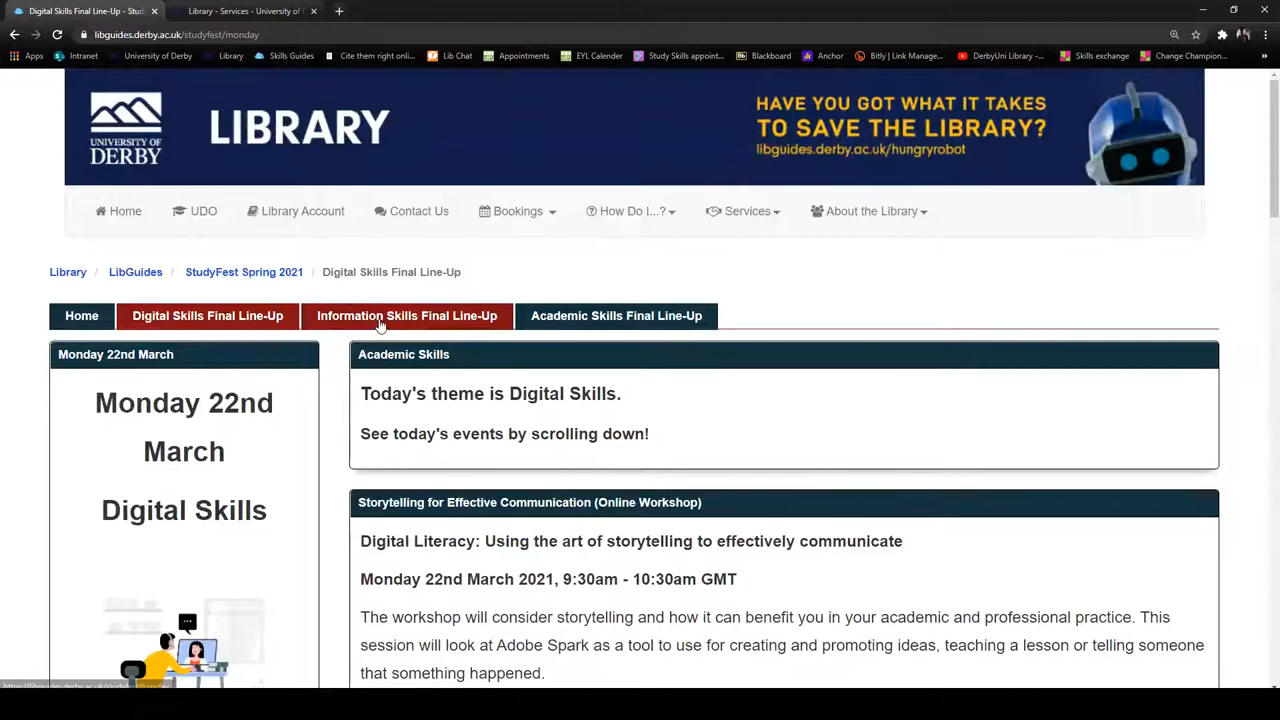 Digital Skills Final Line-Up - Stud
Library - Services - University of
libguides.derby.ac.uk/studyfest/monday
Apps Intranet University of Derby Library Skills Guides Cite them right onlin... Lib Chat Appointments EYL Calender Study Skills appoint... Blackboard Anchor Bitly | Link Manage... DerbyUni Library -... Skills exchange Change Champion... »
UNIVERSITY OF DERBY
LIBRARY
HAVE YOU GOT WHAT IT TAKES
TO SAVE THE LIBRARY?
libguides.derby.ac.uk/hungryrobot
Home UDO Library Account Contact Us Bookings How Do I...? Services About the Library
Library / LibGuides / StudyFest Spring 2021 / Digital Skills Final Line-Up
Home Digital Skills Final Line-Up Information Skills Final Line-Up Academic Skills Final Line-Up
Monday 22nd March
Monday 22nd
March
Digital Skills
Academic Skills
Today's theme is Digital Skills.
See today's events by scrolling down!
Storytelling for Effective Communication (Online Workshop)
Digital Literacy: Using the art of storytelling to effectively communicate
Monday 22nd March 2021, 9:30am - 10:30am GMT
The workshop will consider storytelling and how it can benefit you in your academic and professional practice. This
session will look at Adobe Spark as a tool to use for creating and promoting ideas, teaching a lesson or telling someone
that something happened.
https://libguides.derby.ac.uk/studyfest/tuesday